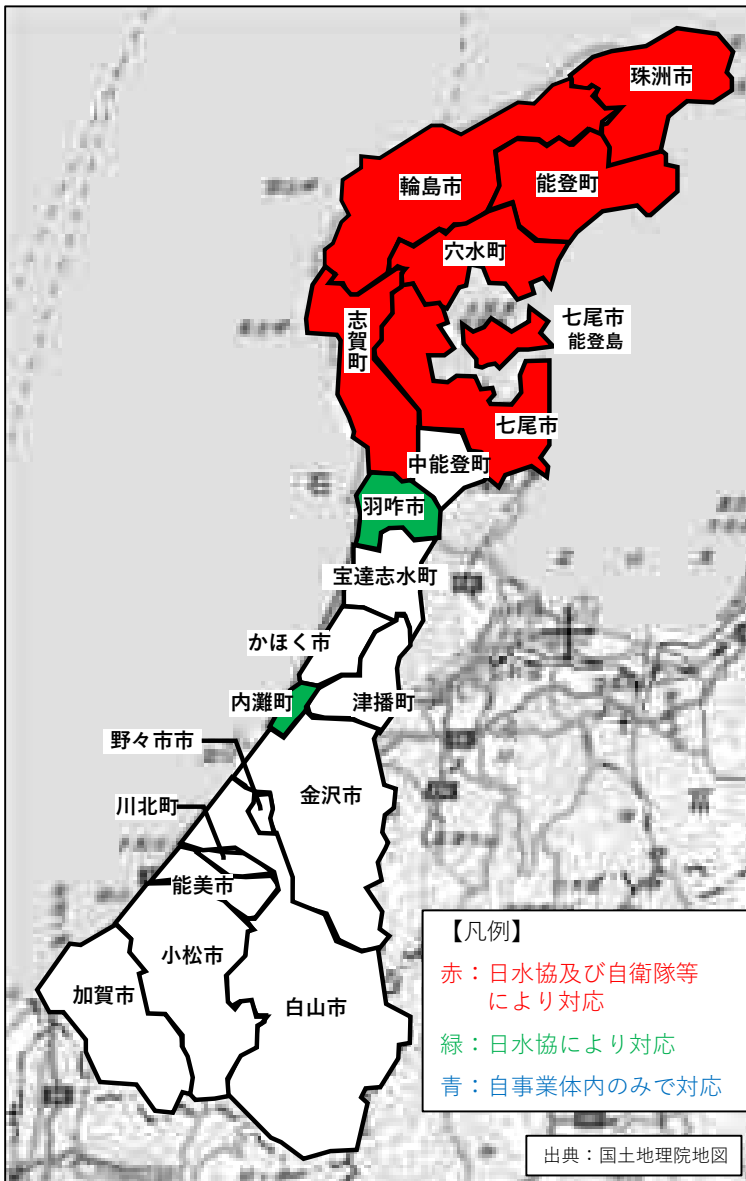 珠洲市
輪島市
能登町
穴水町
七尾市
能登島
志賀町
七尾市
中能登町
羽咋市
宝達志水町
かほく市
内灘町
津播町
野々市市
金沢市
川北町
能美市
小松市
加賀市
白山市
【凡例】
赤：日水協及び自衛隊等
により対応
緑：日水協により対応
青：自事業体内のみで対応
出典：国土地理院地図